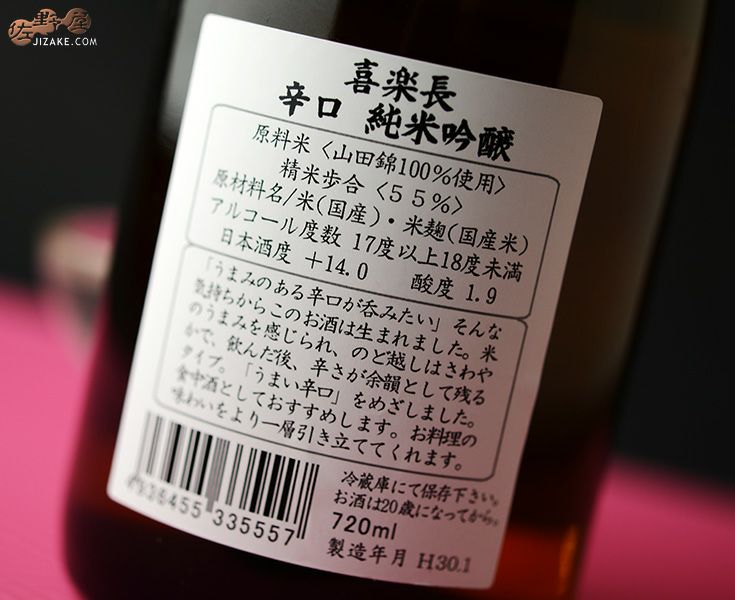 佐野屋
JIZAKE.COM
喜楽長
辛口 純米吟醸
原料米〈山田錦100%使用〉
精米歩合〈55%〉
原材料名/米(国産)・米麹(国産米)
アルコール度数 17度以上18度未満
日本酒度 +14.0 酸度 1.9
「うまみのある辛口が呑みたい」そんな
気持ちからこのお酒は生まれました。米
のうまみを感じられ、のど越しはさわや
かで、飲んだ後、辛さが余韻として残る
タイプ。「うまい辛口」をめざしました。
食中酒としておすすめします。お料理の
味わいをより一層引き立ててくれます。
冷蔵庫にて保存下さい。
お酒は20歳になってから。
936455 335557
720ml
製造年月 H30.1